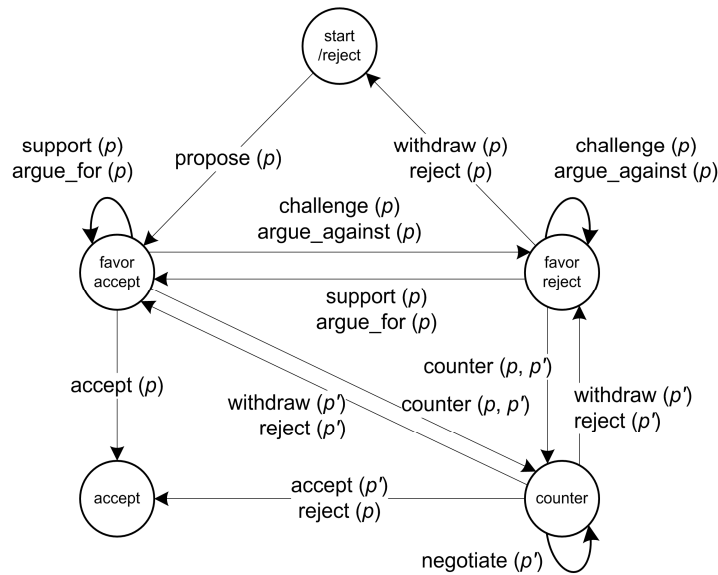 start
/reject
support (p)
argue_for (p)
propose (p)
withdraw (p)
reject (p)
challenge (p)
argue_against (p)
challenge (p)
argue_against (p)
favor
accept
favor
reject
support (p)
argue_for (p)
accept (p)
counter (p, p')
withdraw (p')
reject (p')
counter (p, p')
withdraw (p')
reject (p')
accept
accept (p')
reject (p)
counter
negotiate (p')